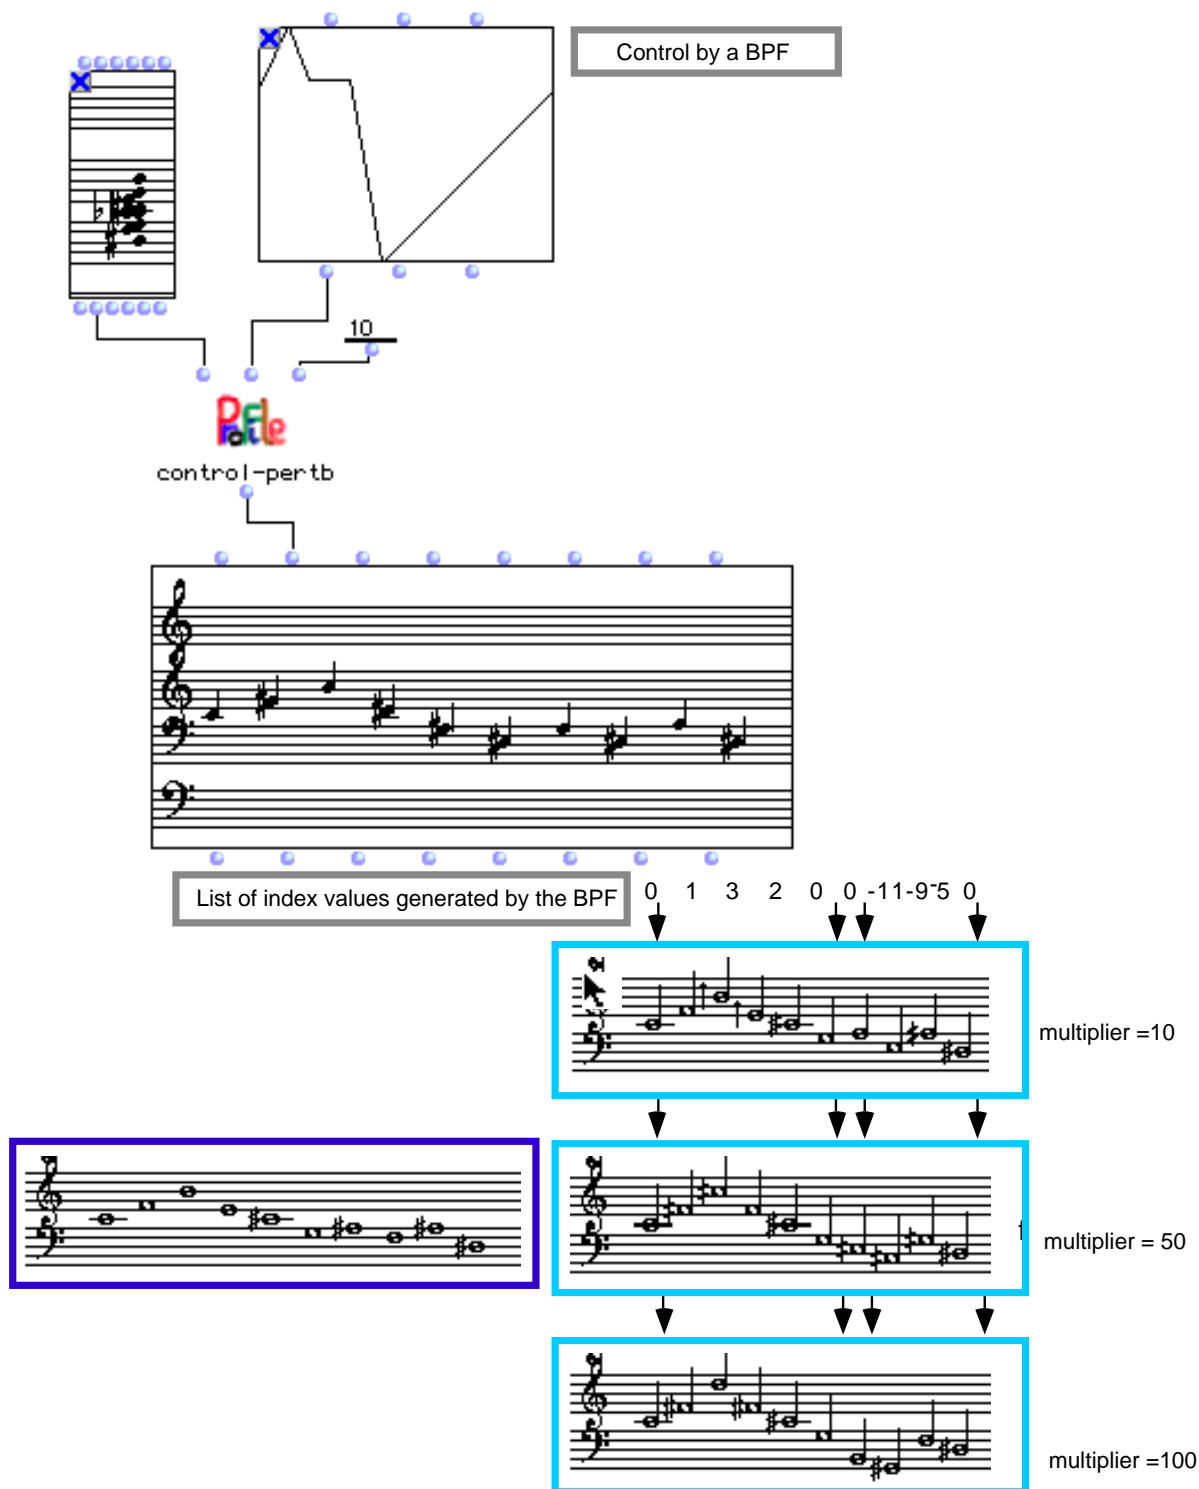 Control by a BPF
10
Profile
control-pertb
List of index values generated by the BPF
0 1 3 2 0 0 -11-9-5 0
multiplier =10
multiplier = 50
multiplier =100